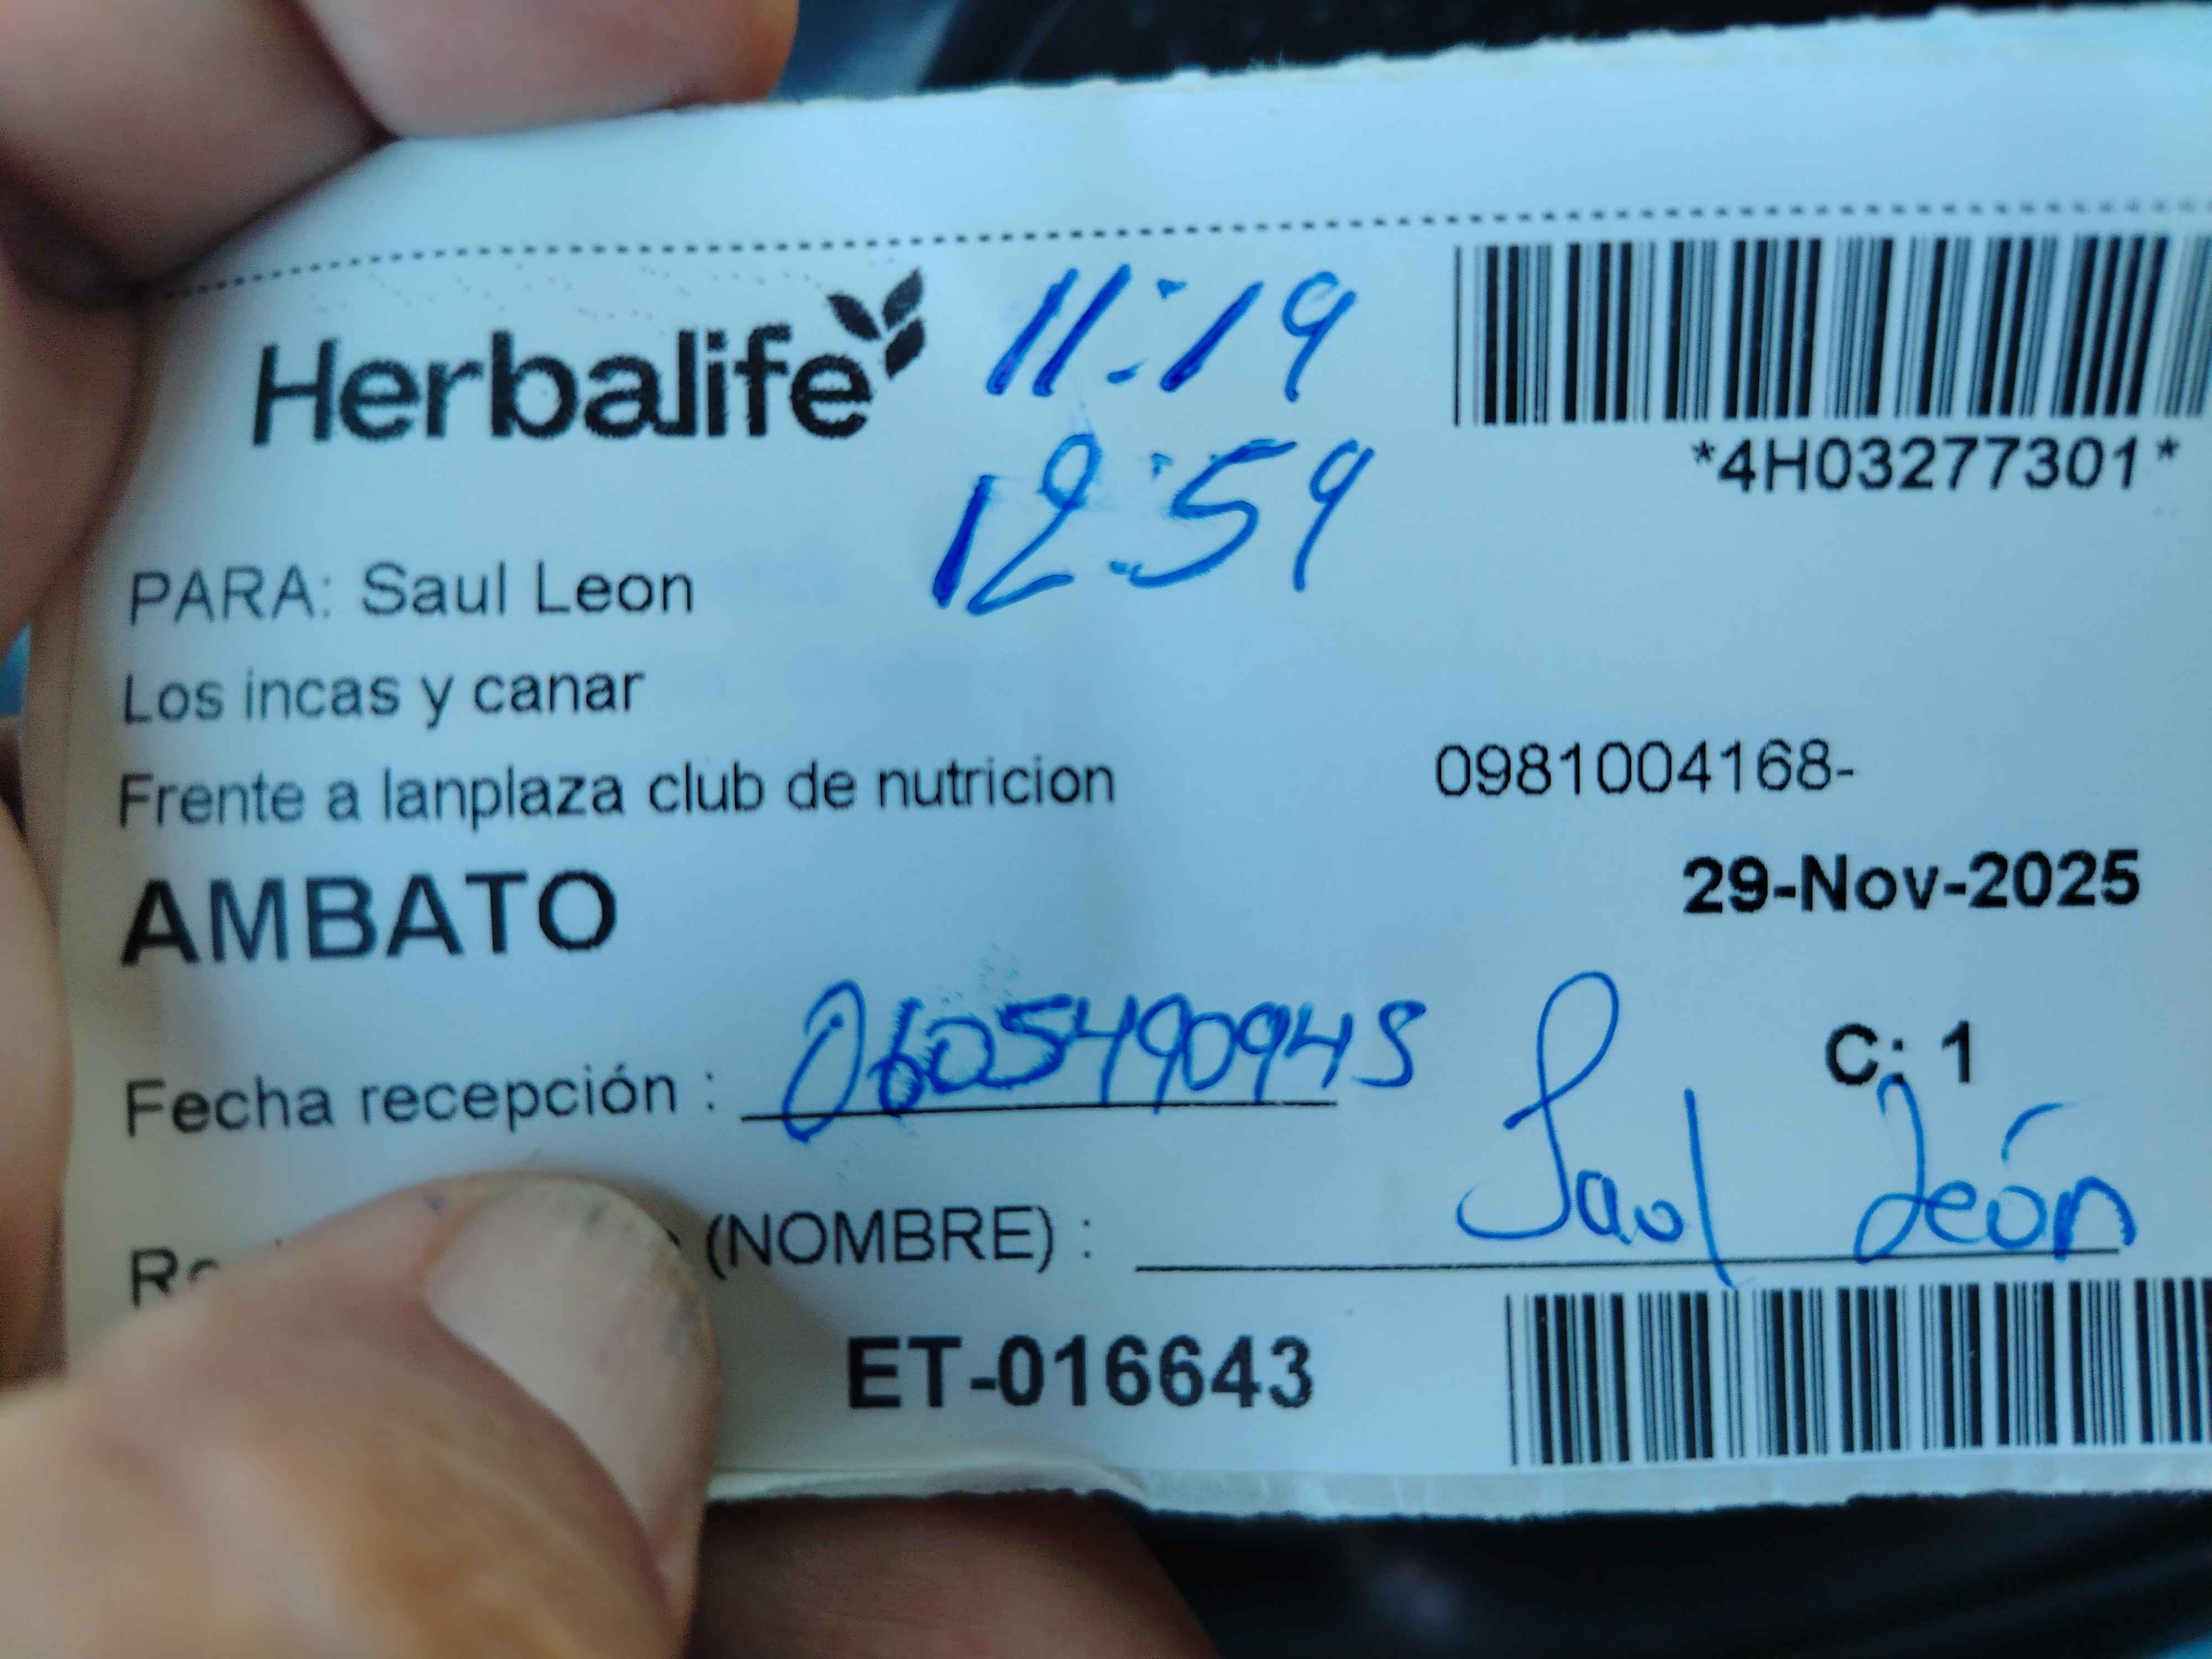 Herbalife
11:19
12:59
*4H03277301*
PARA: Saul Leon
Los incas y canar
Frente a lanplaza club de nutricion 0981004168-
AMBATO
29-Nov-2025
C: 1
Fecha recepción : 0605490945
(NOMBRE) : Saul León
ET-016643